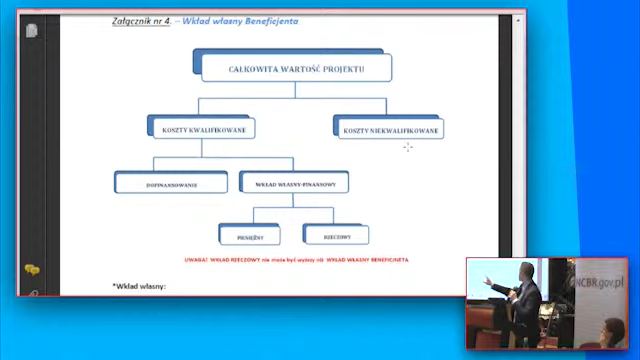 Załącznik nr 4. – Wkład własny Beneficjenta
CAŁKOWITA WARTOŚĆ PROJEKTU
KOSZTY KWALIFIKOWANE
KOSZTY NIEKWALIFIKOWANE
DOFINANSOWANIE
WKŁAD WŁASNY-FINANSOWY
PIENIĘŻNY
RZECZOWY
UWAGA! WKŁAD RZECZOWY nie może być wyższy niż WKŁAD WŁASNY BENEFICJENTA
*Wkład własny:
NCBR.gov.pl